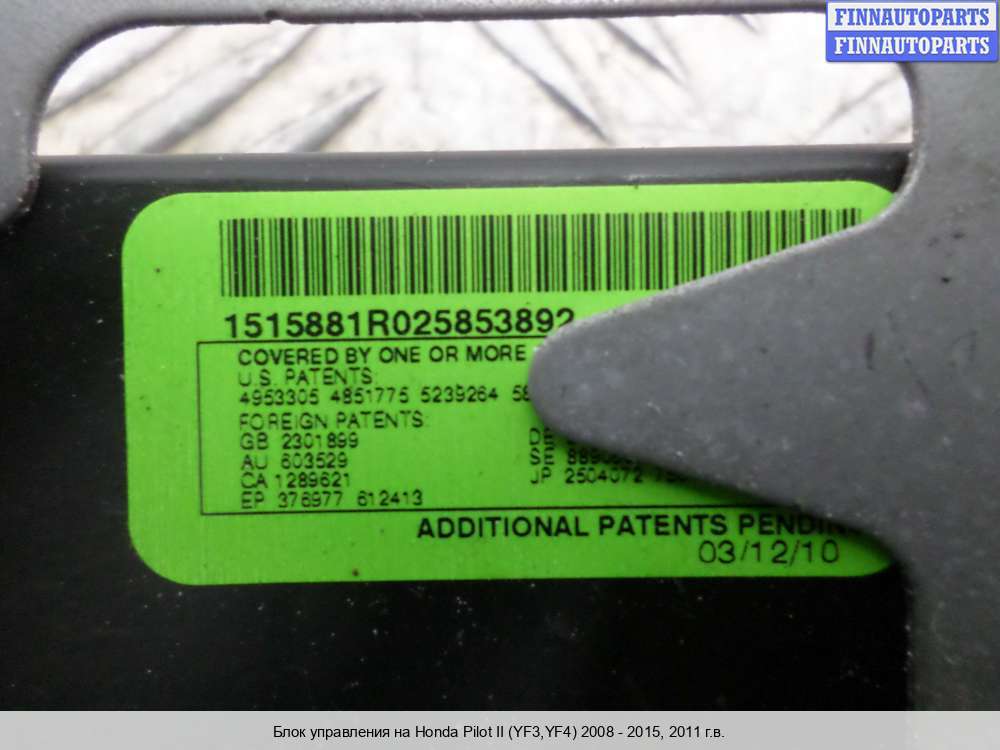 FINNAUTOPARTS
FINNAUTOPARTS
1515881R025853892
COVERED BY ONE OR MORE
U.S. PATENTS:
4953305 4851775 5239264
FOREIGN PATENTS:
GB 2301899
AU 603529
SE
CA 1289621
JP 2504072
EP 376977 612413
ADDITIONAL PATENTS
03/12/10
Блок управления на Honda Pilot II (YF3,YF4) 2008 - 2015, 2011 г.в.